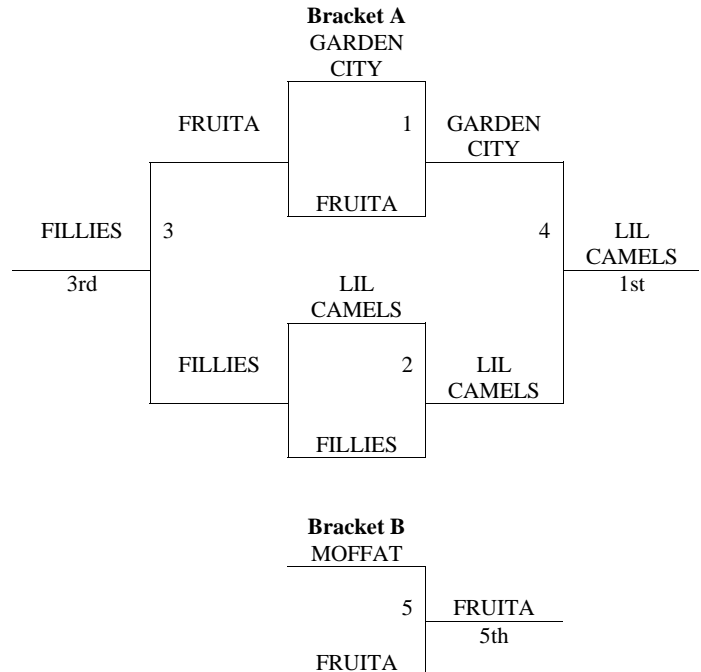 Bracket A
GARDEN
CITY
FRUITA
1
GARDEN
CITY
FRUITA
FILLIES
3
4
LIL
CAMELS
3rd
1st
LIL
CAMELS
FILLIES
2
LIL
CAMELS
FILLIES
Bracket B
MOFFAT
5
FRUITA
5th
FRUITA